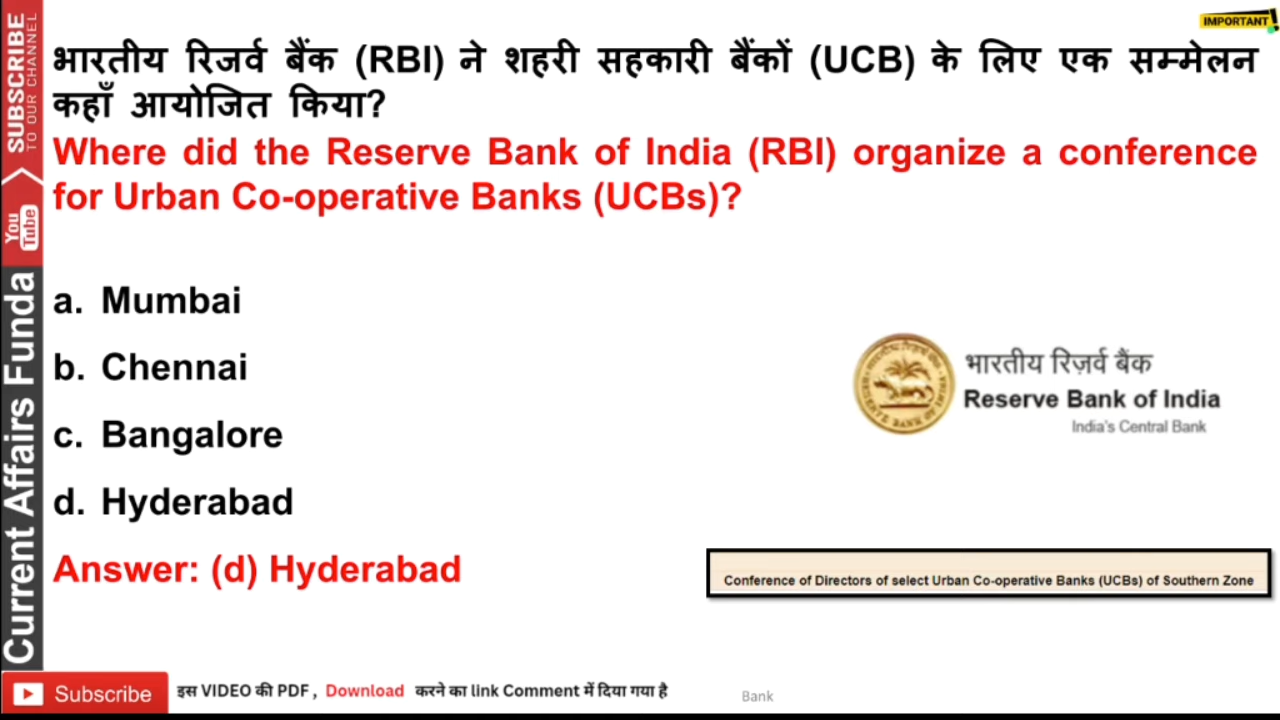 IMPORTANT!
भारतीय रिजर्व बैंक (RBI) ने शहरी सहकारी बैंकों (UCB) के लिए एक सम्मेलन
कहाँ आयोजित किया?
Where did the Reserve Bank of India (RBI) organize a conference
for Urban Co-operative Banks (UCBs)?
a. Mumbai
b. Chennai
c. Bangalore
d. Hyderabad
Answer: (d) Hyderabad
भारतीय रिज़र्व बैंक
Reserve Bank of India
India's Central Bank
Conference of Directors of select Urban Co-operative Banks (UCBs) of Southern Zone
SUBSCRIBE
TO OUR CHANNEL
You
Tube
Current Affairs Funda
Subscribe
इस VIDEO की PDF , Download करने का link Comment में दिया गया है
Bank